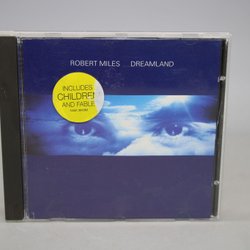 ROBERT MILES DREAMLAND
INCLUDES
CHILDREN
AND FABLE